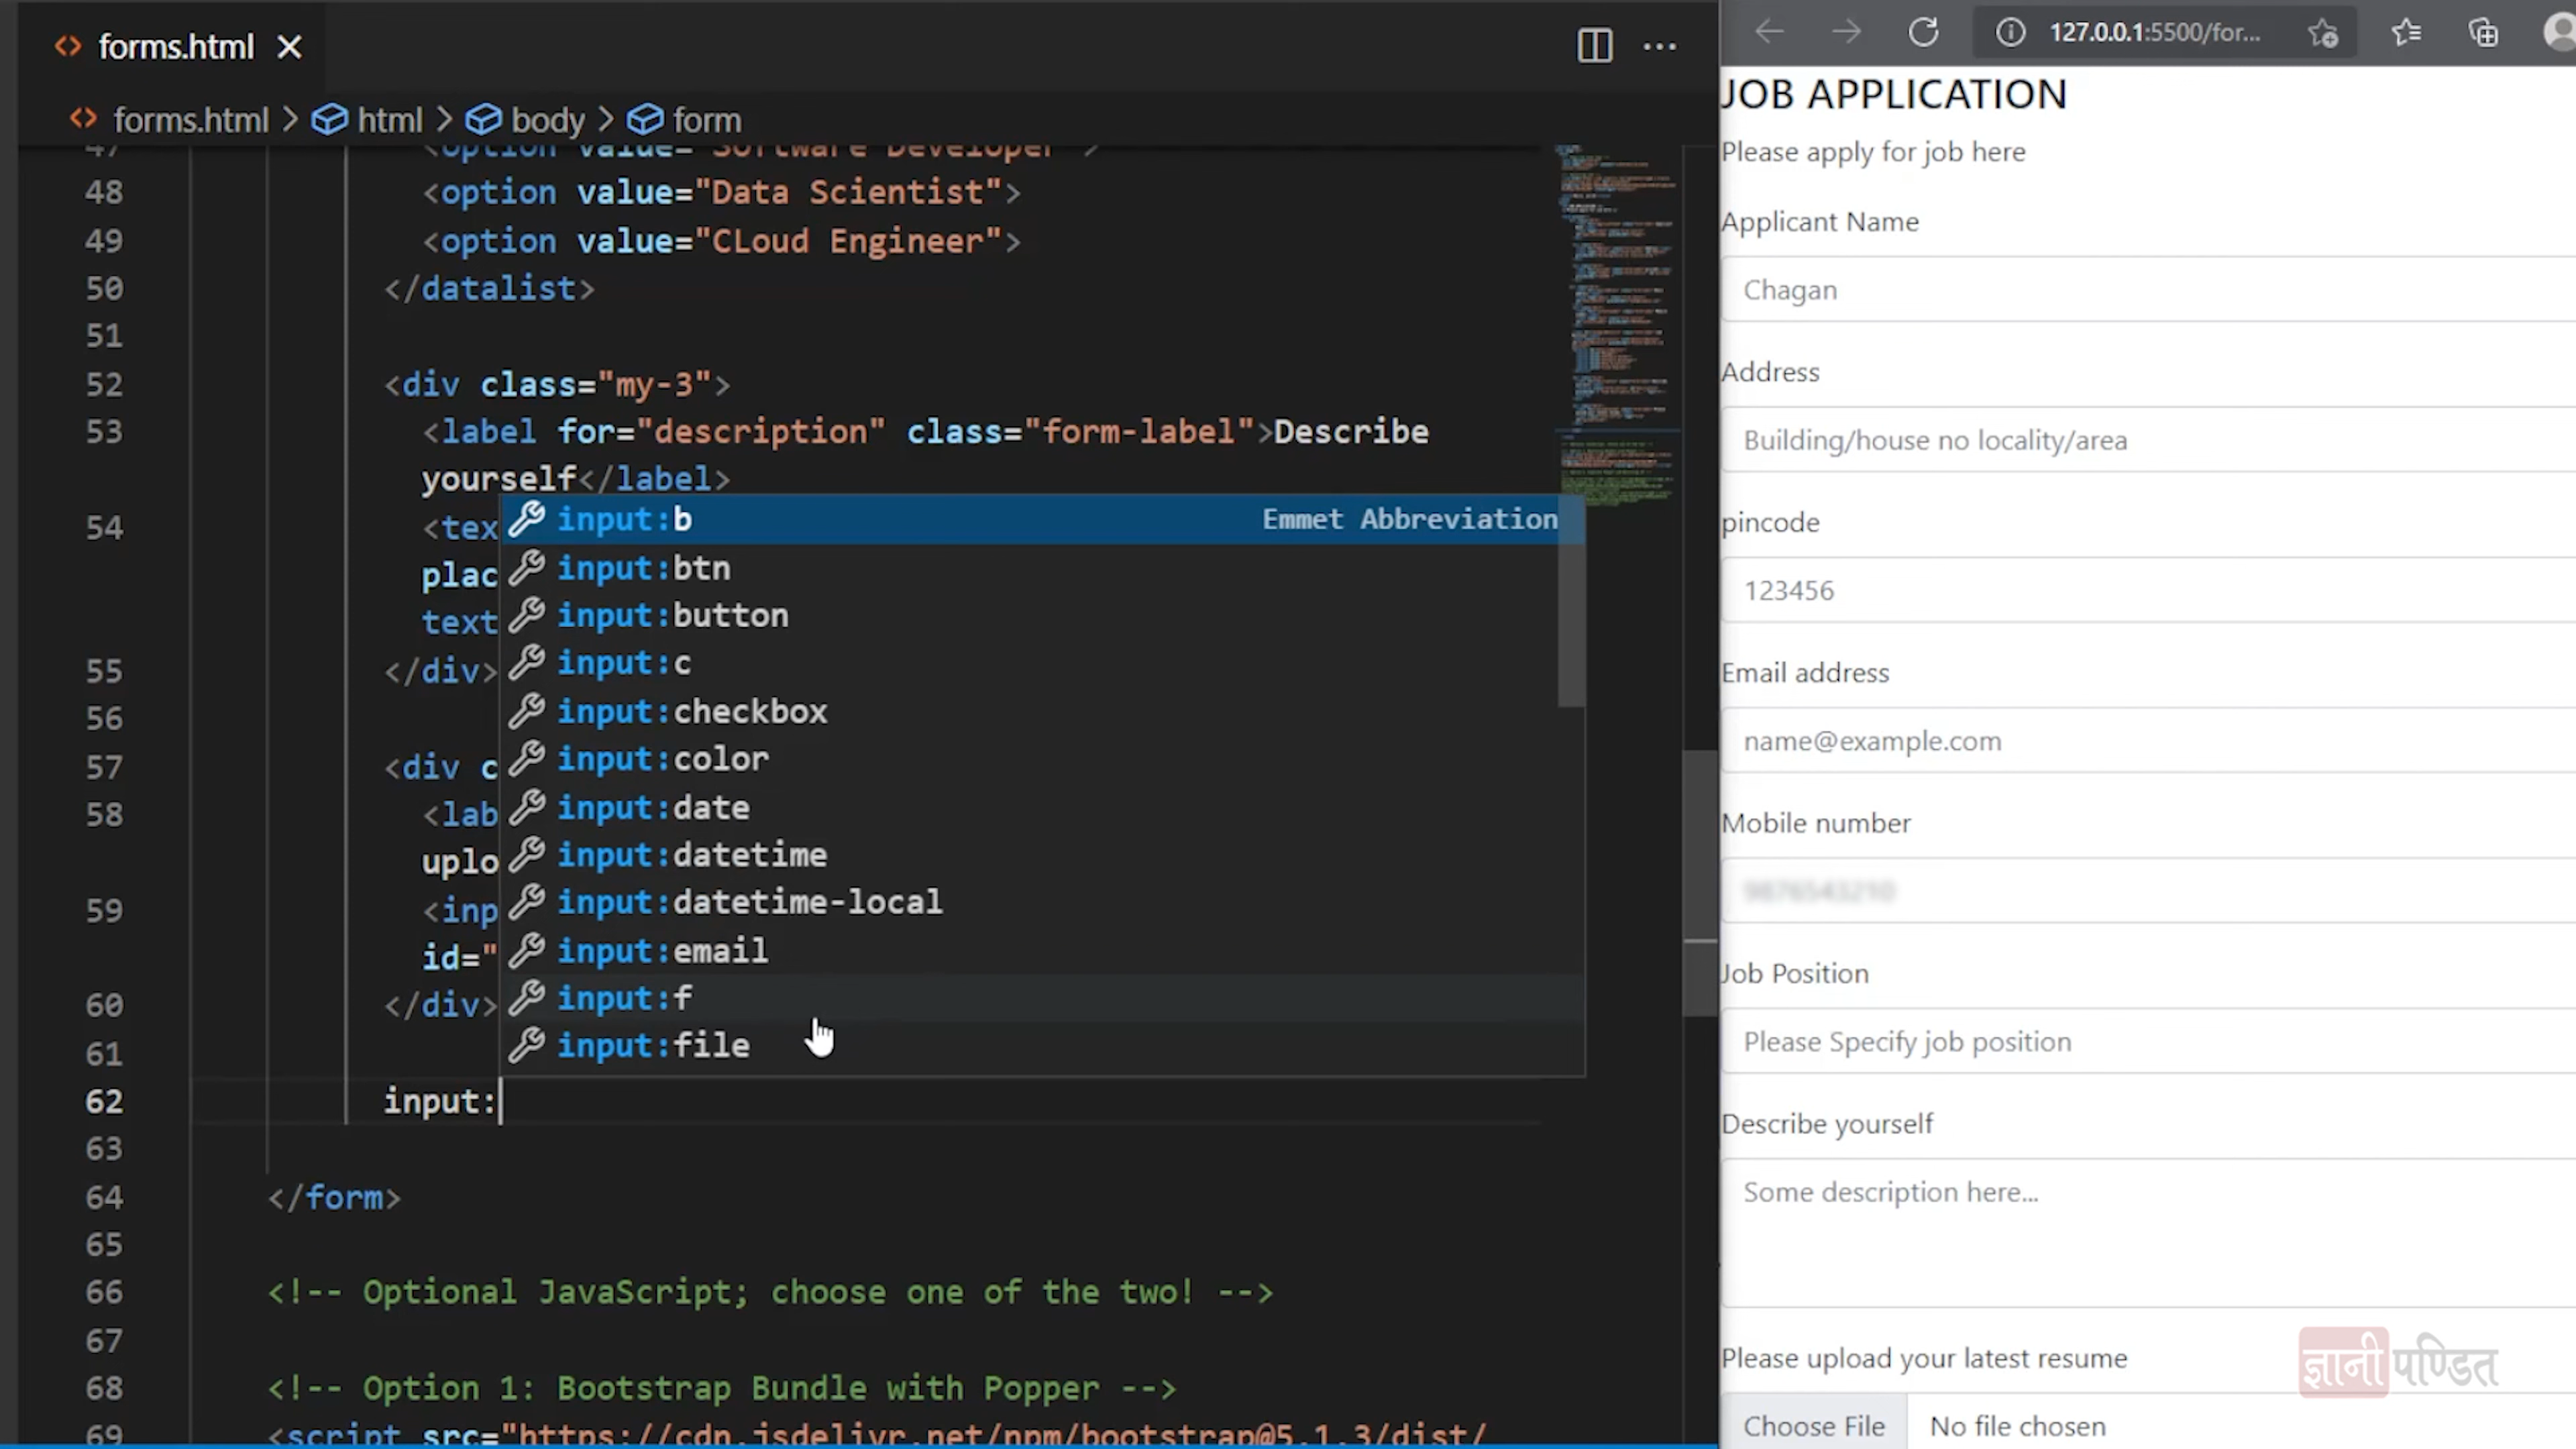 forms.html
forms.html > html > body > form
47 <option value="Software Developer">
48 <option value="Data Scientist">
49 <option value="CLoud Engineer">
50 </datalist>
51
52 <div class="my-3">
53 <label for="description" class="form-label">Describe
yourself</label>
54 <tex
plac
text
55 </div>
56
57 <div c
58 <lab
uplo
59 <inp
id="
60 </div>
61
62 input:
63
64 </form>
65
66 <!-- Optional JavaScript; choose one of the two! -->
67
68 <!-- Option 1: Bootstrap Bundle with Popper -->
69 <script src="https://cdn.jsdelivr.net/npm/bootstrap@5.1.3/dist/
input:b Emmet Abbreviation
input:btn
input:button
input:c
input:checkbox
input:color
input:date
input:datetime
input:datetime-local
input:email
input:f
input:file
127.0.0.1:5500/for...
JOB APPLICATION
Please apply for job here
Applicant Name
Chagan
Address
Building/house no locality/area
pincode
123456
Email address
name@example.com
Mobile number
Job Position
Please Specify job position
Describe yourself
Some description here...
Please upload your latest resume
Choose File No file chosen
ज्ञानी पण्डित